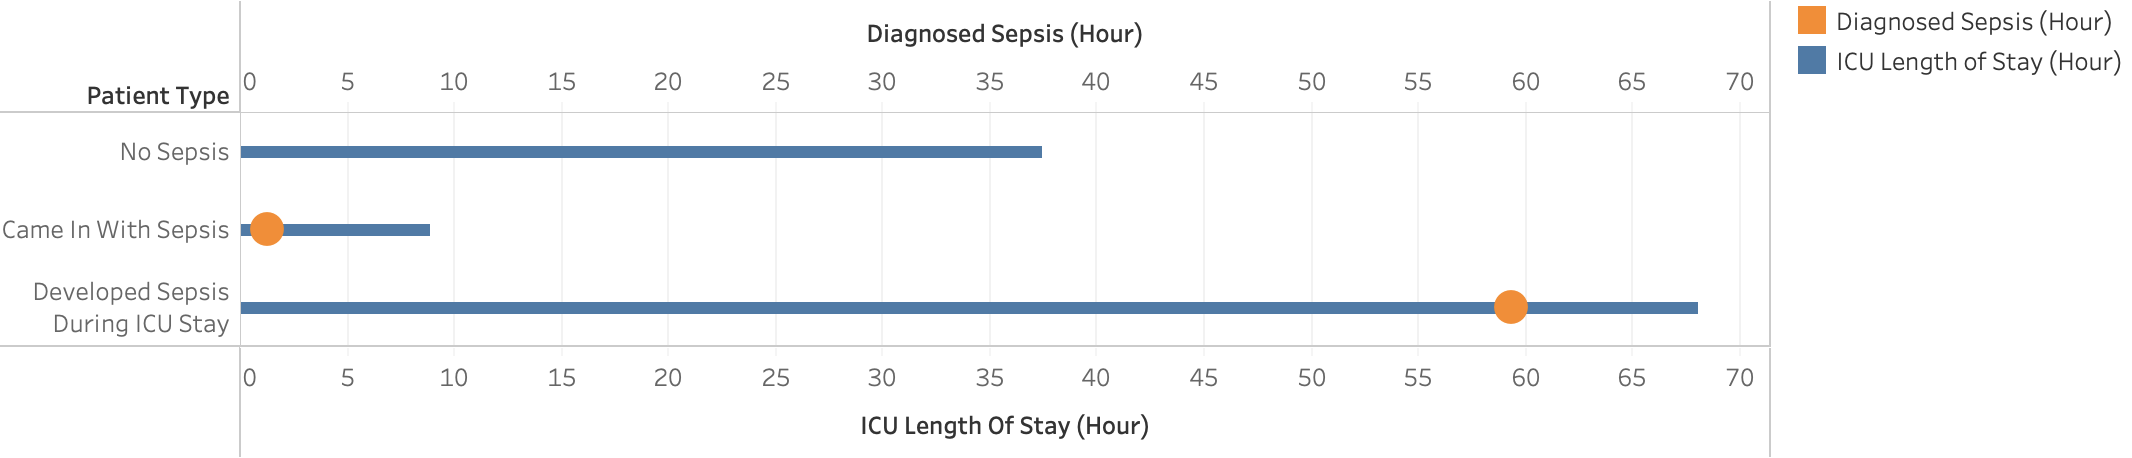 Diagnosed Sepsis (Hour)
0 5 10 15 20 25 30 35 40 45 50 55 60 65 70
Patient Type
No Sepsis
Came In With Sepsis
Developed Sepsis
During ICU Stay
0 5 10 15 20 25 30 35 40 45 50 55 60 65 70
ICU Length Of Stay (Hour)
Diagnosed Sepsis (Hour)
ICU Length of Stay (Hour)